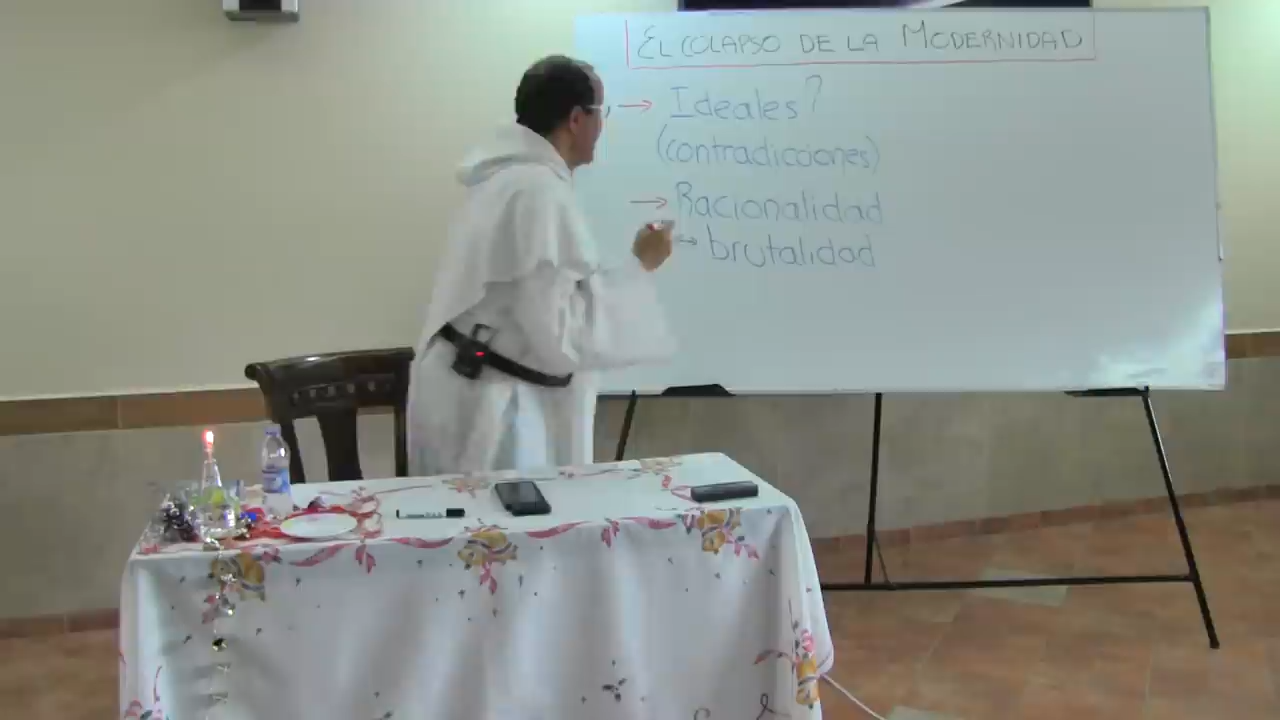 EL COLAPSO DE LA MODERNIDAD
→ Ideales?
(contradicciones)
→ Racionalidad
↔ brutalidad